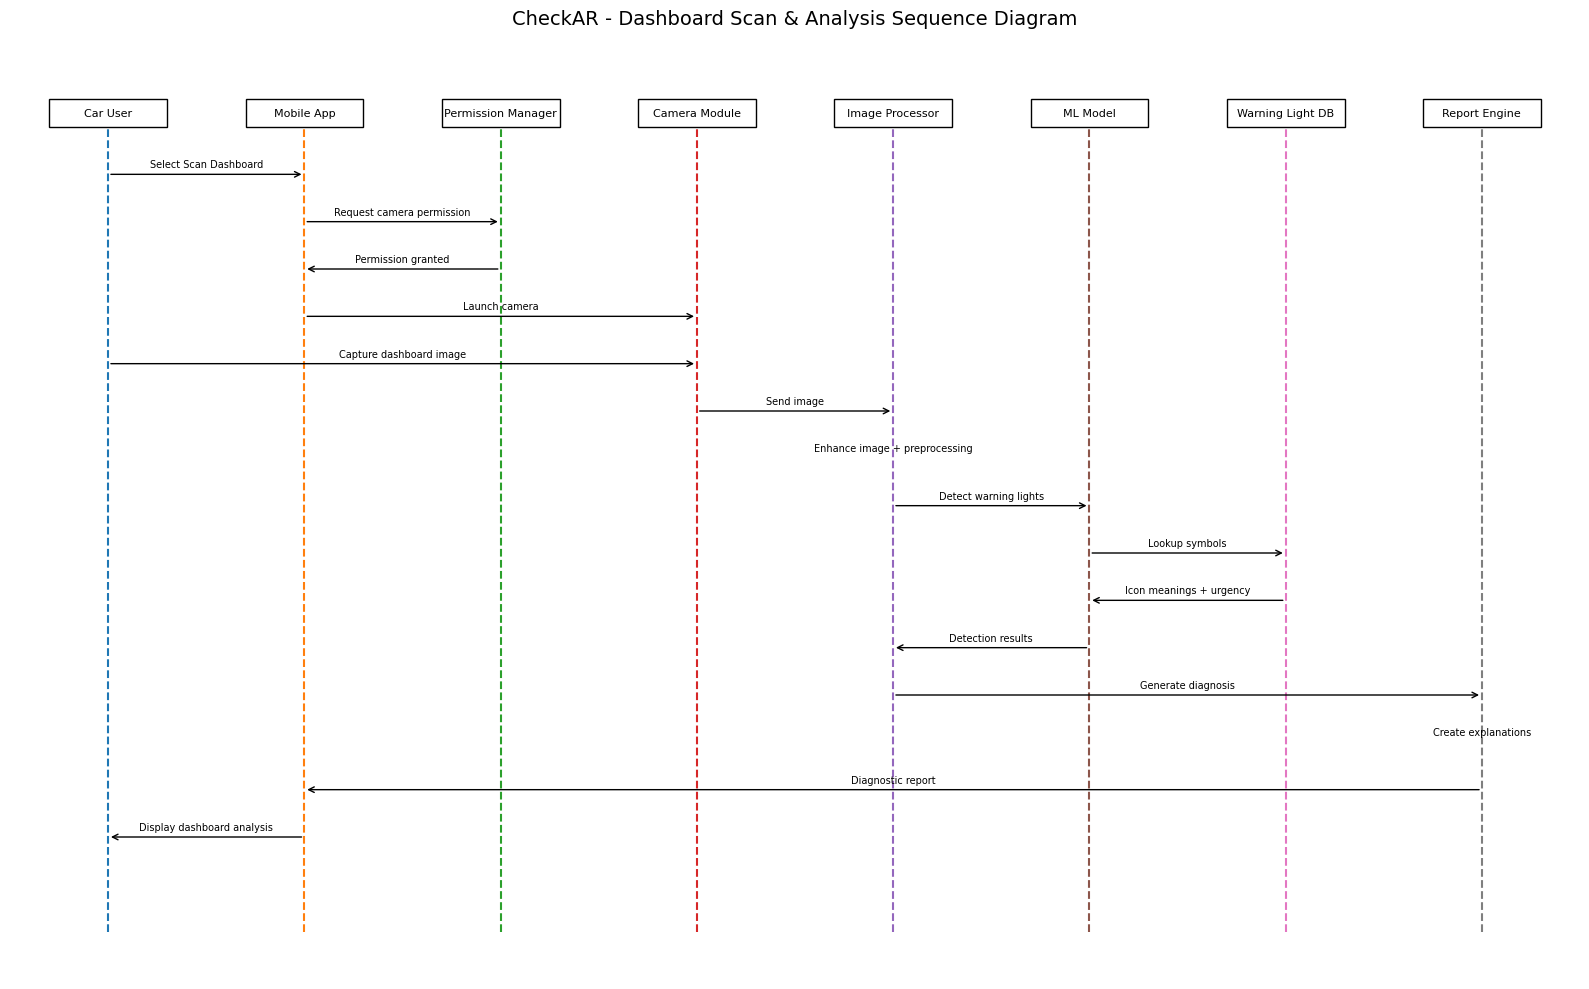 CheckAR - Dashboard Scan & Analysis Sequence Diagram
Car User
Mobile App
Permission Manager
Camera Module
Image Processor
ML Model
Warning Light DB
Report Engine
Select Scan Dashboard
Request camera permission
Permission granted
Launch camera
Capture dashboard image
Send image
Enhance image + preprocessing
Detect warning lights
Lookup symbols
Icon meanings + urgency
Detection results
Generate diagnosis
Create explanations
Diagnostic report
Display dashboard analysis